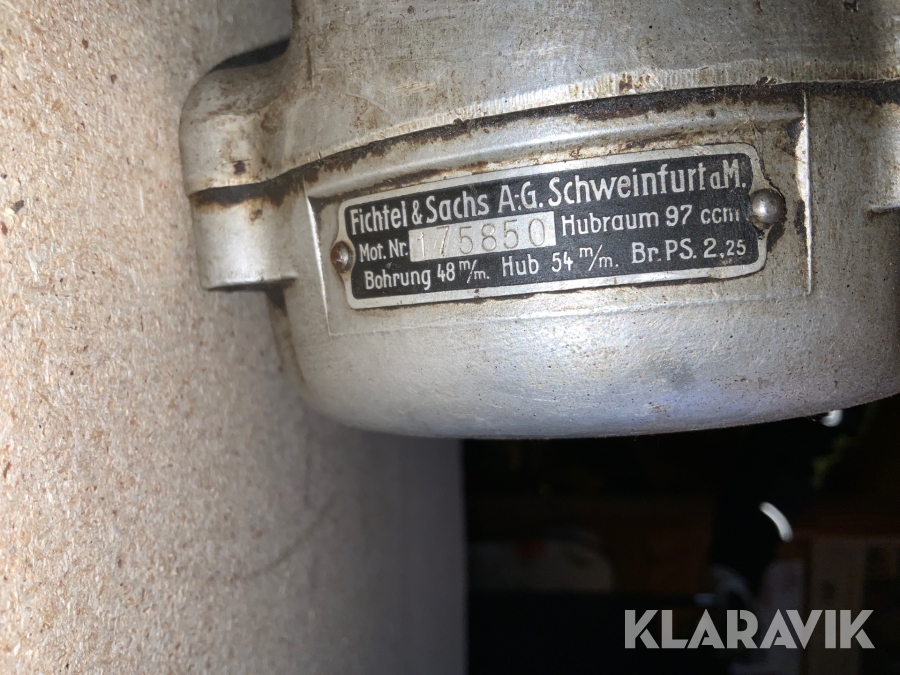 Fichtel & Sachs A.-G. Schweinfurt a.M.
Mot. Nr. 175850 Hubraum 97 ccm
Bohrung 48 m/m. Hub 54 m/m. Br. PS. 2,25
KLARAVIK